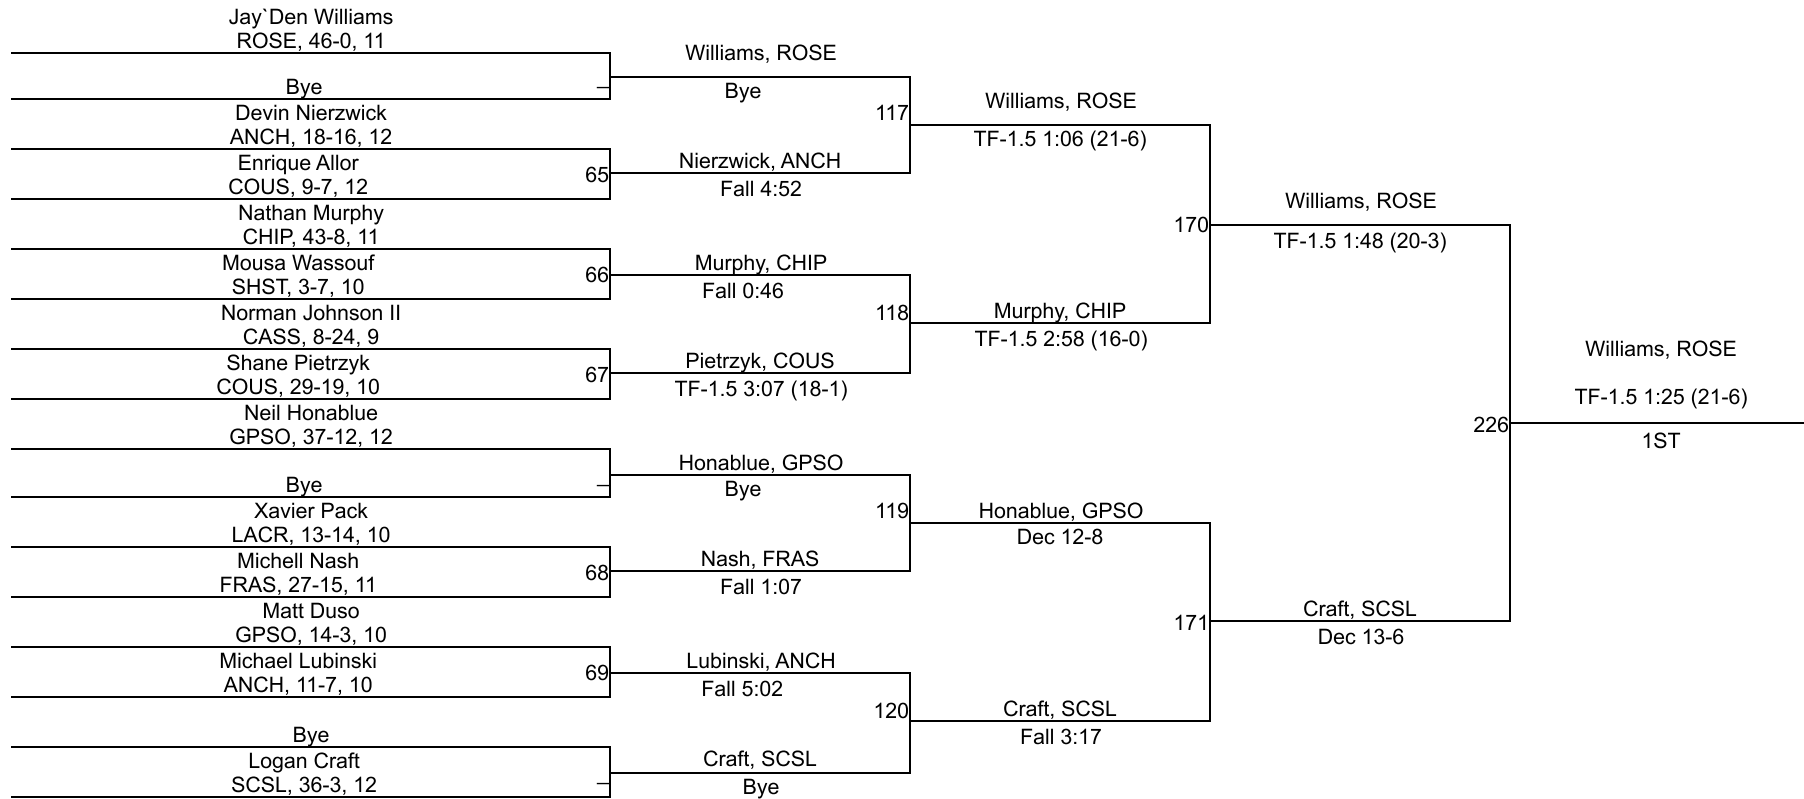 Jay`Den Williams
ROSE, 46-0, 11
Bye
Devin Nierzwick
ANCH, 18-16, 12
Enrique Allor
COUS, 9-7, 12
65
Nathan Murphy
CHIP, 43-8, 11
Mousa Wassouf
SHST, 3-7, 10
66
Norman Johnson II
CASS, 8-24, 9
Shane Pietrzyk
COUS, 29-19, 10
67
Neil Honablue
GPSO, 37-12, 12
Bye
Xavier Pack
LACR, 13-14, 10
Michell Nash
FRAS, 27-15, 11
68
Matt Duso
GPSO, 14-3, 10
Michael Lubinski
ANCH, 11-7, 10
69
Bye
Logan Craft
SCSL, 36-3, 12
Williams, ROSE
Bye
117
Nierzwick, ANCH
Fall 4:52
Murphy, CHIP
Fall 0:46
118
Pietrzyk, COUS
TF-1.5 3:07 (18-1)
Honablue, GPSO
Bye
119
Nash, FRAS
Fall 1:07
Lubinski, ANCH
Fall 5:02
120
Craft, SCSL
Bye
Williams, ROSE
TF-1.5 1:06 (21-6)
170
Murphy, CHIP
TF-1.5 2:58 (16-0)
Honablue, GPSO
Dec 12-8
171
Craft, SCSL
Fall 3:17
Williams, ROSE
TF-1.5 1:48 (20-3)
226
Craft, SCSL
Dec 13-6
Williams, ROSE
TF-1.5 1:25 (21-6)
1ST